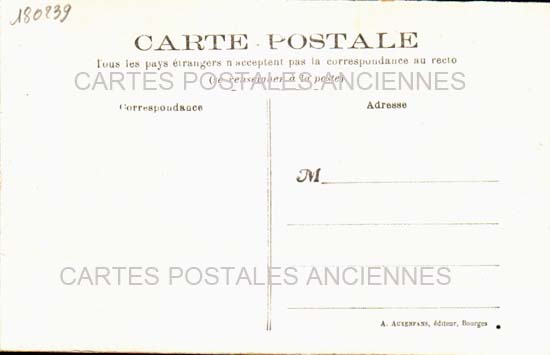 180839
CARTE POSTALE
Tous les pays étrangers n'acceptent pas la correspondance au recto
CARTES POSTALES ANCIENNES
(se renseigner à la poste)
Correspondance
Adresse
M
CARTES POSTALES ANCIENNES
A. AUXENFANS, éditeur, Bourges